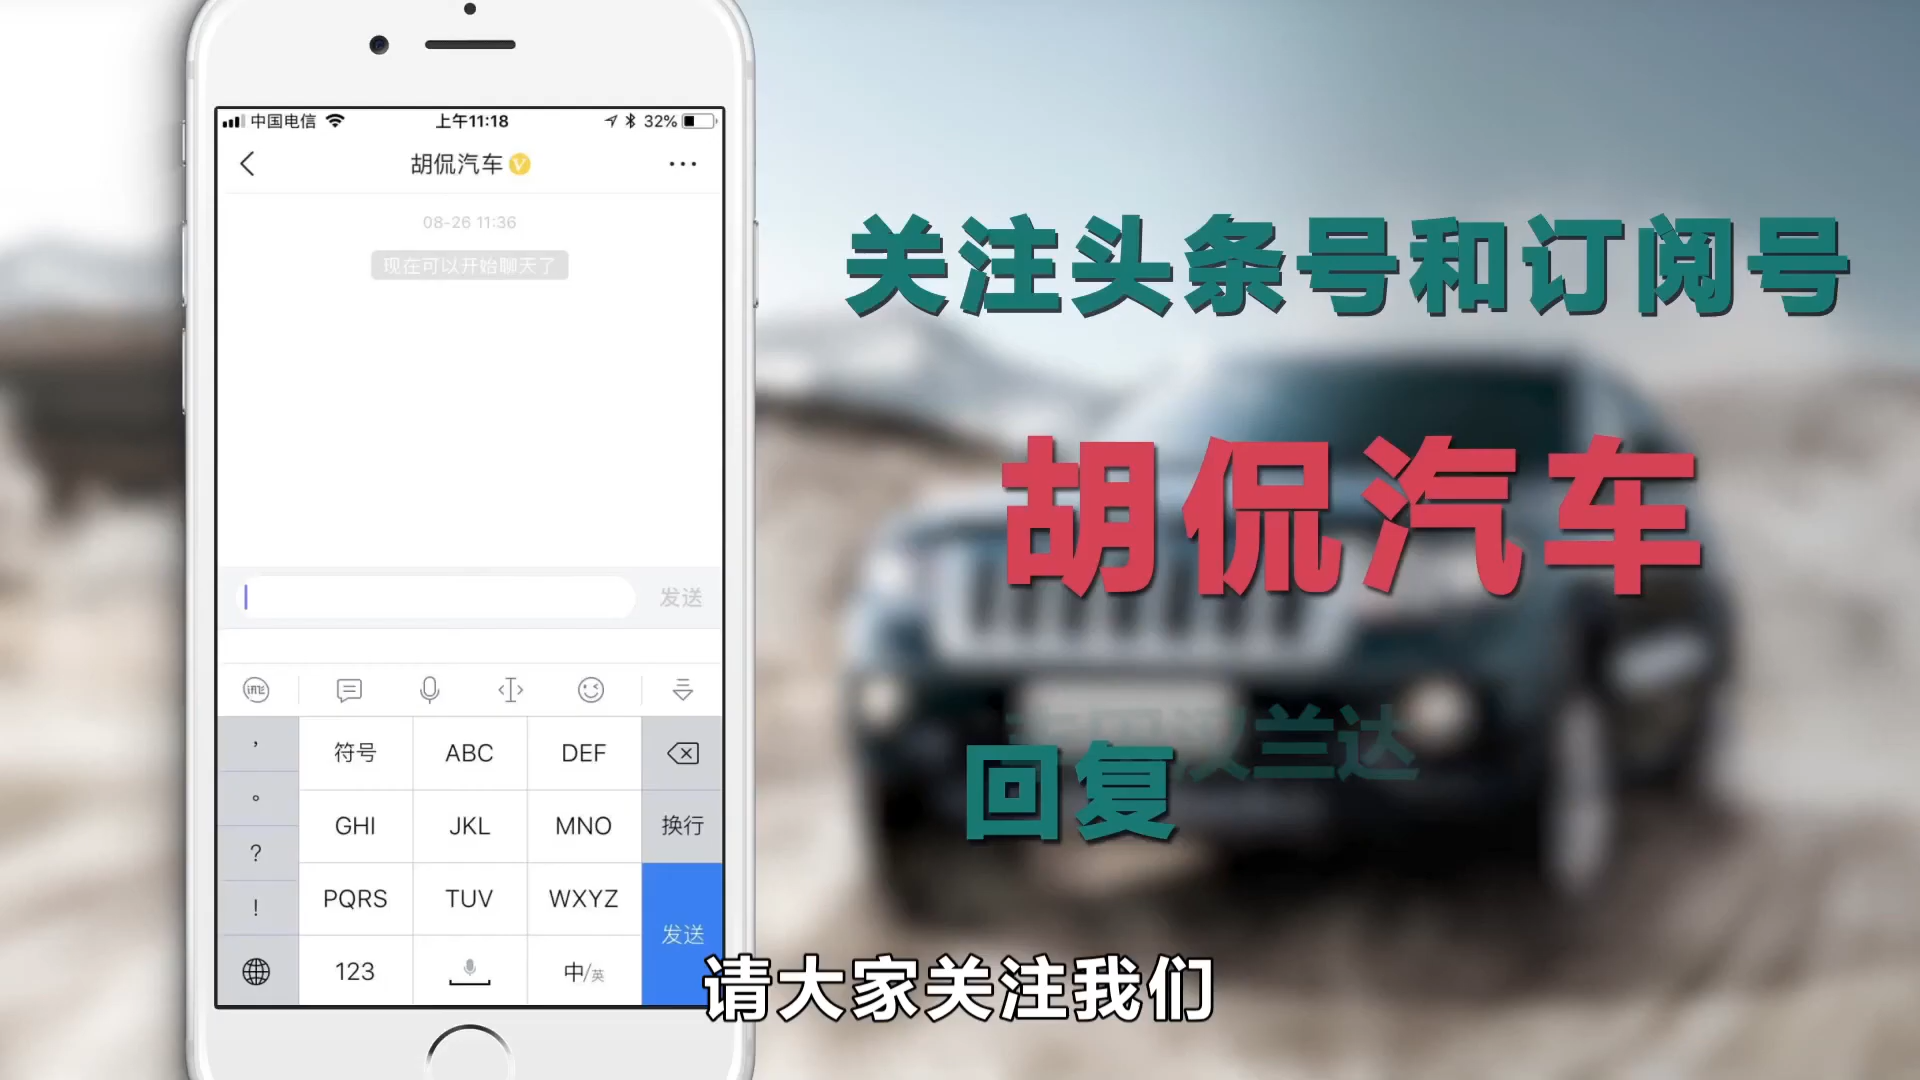 中国电信
上午11:18
32%
胡侃汽车
08-26 11:36
现在可以开始聊天了
发送
，
符号
ABC
DEF
。
GHI
JKL
MNO
换行
?
PQRS
TUV
WXYZ
!
发送
123
中/英
关注头条号和订阅号
胡侃汽车
汉兰达
回复
请大家关注我们